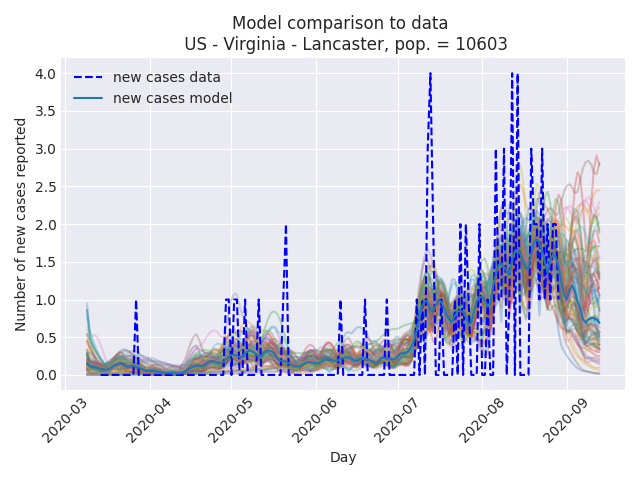 Model comparison to data
US - Virginia - Lancaster, pop. = 10603
new cases data
new cases model
Number of new cases reported
4.0
3.5
3.0
2.5
2.0
1.5
1.0
0.5
0.0
2020-03
2020-04
2020-05
2020-06
2020-07
2020-08
2020-09
Day